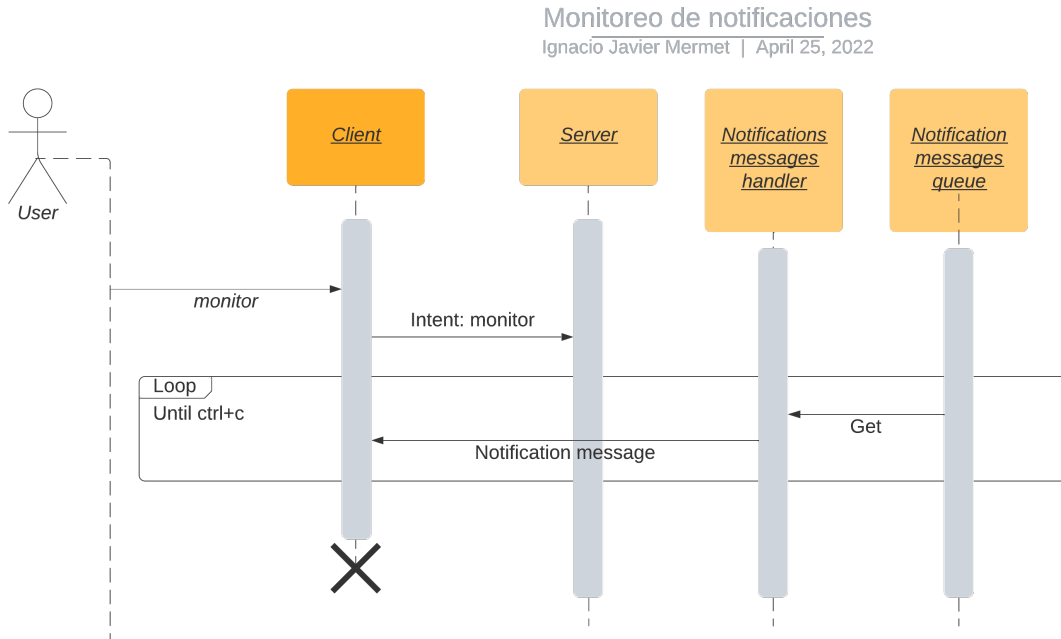 Monitoreo de notificaciones
Ignacio Javier Mermet | April 25, 2022
User
Client
Server
Notifications
messages
handler
Notification
messages
queue
monitor
Intent: monitor
Loop
Until ctrl+c
Get
Notification message